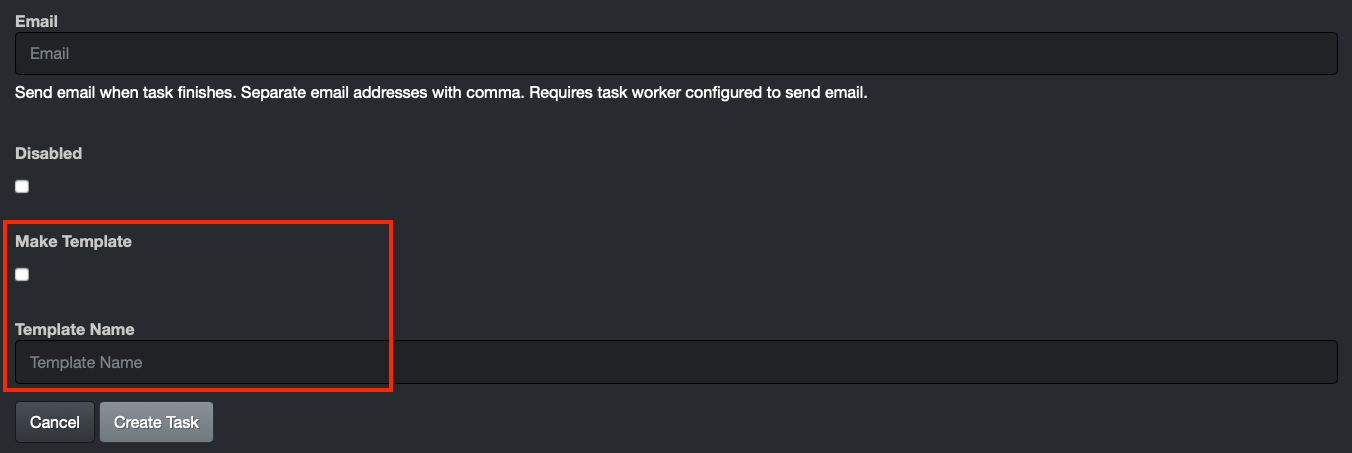 Email
Email
Send email when task finishes. Separate email addresses with comma. Requires task worker configured to send email.
Disabled
Make Template
Template Name
Template Name
Cancel
Create Task